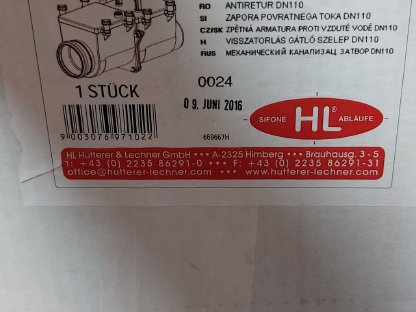 RO ANTIRETUR DN110
SI ZAPORA POVRATNEGA TOKA DN110
CZ/SK ZPĚTNÁ ARMATURA PROTI VZDUTÉ VODĚ DN110
H VISSZATORLÁS GÁTLÓ SZELEP DN110
RUS МЕХАНИЧЕСКИЙ КАНАЛИЗАЦ. ЗАТВОР DN110
1 STÜCK
0024
09. JUNI 2016
9 003076 971022
669667H
SIFONE HL® ABLÄUFE
HL Hutterer & Lechner GmbH ••• A-2325 Himberg ••• Brauhausg. 3 - 5
T: +43 (0) 2235 86291-0 ••• F: +43 (0) 2235 86291-31
office@hutterer-lechner.com ••• www.hutterer-lechner.com